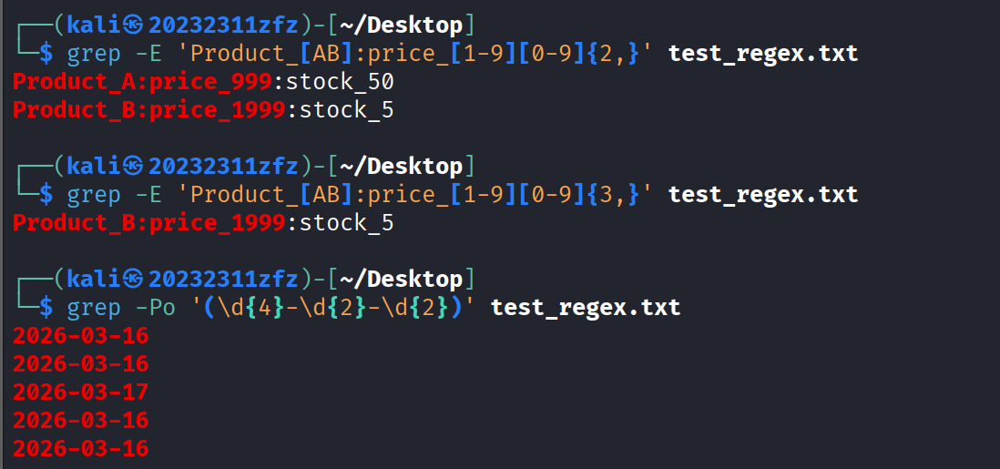 ┌──(kali㉿20232311zfz)-[~/Desktop]
└─$ grep -E 'Product_[AB]:price_[1-9][0-9]{2,}' test_regex.txt
Product_A:price_999:stock_50
Product_B:price_1999:stock_5
┌──(kali㉿20232311zfz)-[~/Desktop]
└─$ grep -E 'Product_[AB]:price_[1-9][0-9]{3,}' test_regex.txt
Product_B:price_1999:stock_5
┌──(kali㉿20232311zfz)-[~/Desktop]
└─$ grep -Po '(\d{4}-\d{2}-\d{2})' test_regex.txt
2026-03-16
2026-03-16
2026-03-17
2026-03-16
2026-03-16